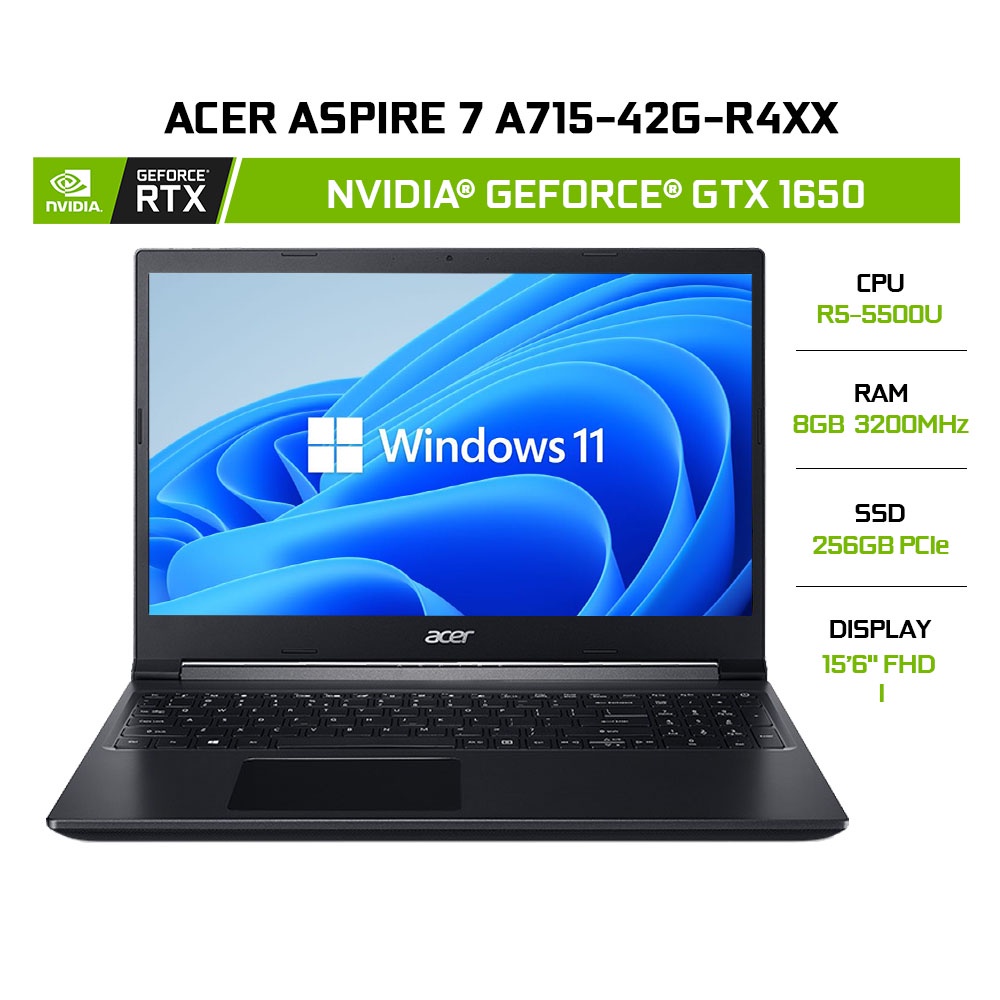 ACER ASPIRE 7 A715-42G-R4XX
NVIDIA.
GEFORCE®
RTX
NVIDIA® GEFORCE® GTX 1650
Windows 11
acer
CPU
R5-5500U
RAM
8GB 3200MHz
SSD
256GB PCIe
DISPLAY
15'6" FHD
I